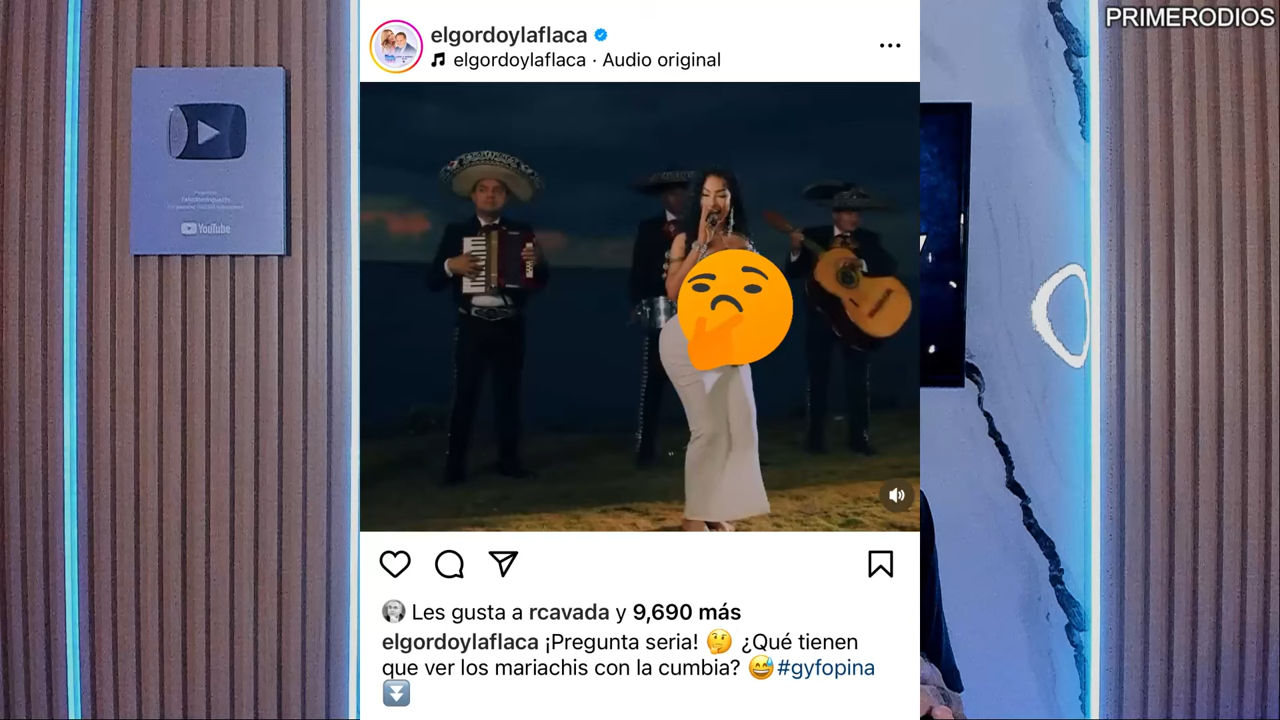 PRIMERODIOS
elgordoylaflaca
elgordoylaflaca · Audio original
YouTube
Les gusta a rcavada y 9,690 más
elgordoylaflaca ¡Pregunta seria! 🤔 ¿Qué tienen
que ver los mariachis con la cumbia? 😅 #gyfopina